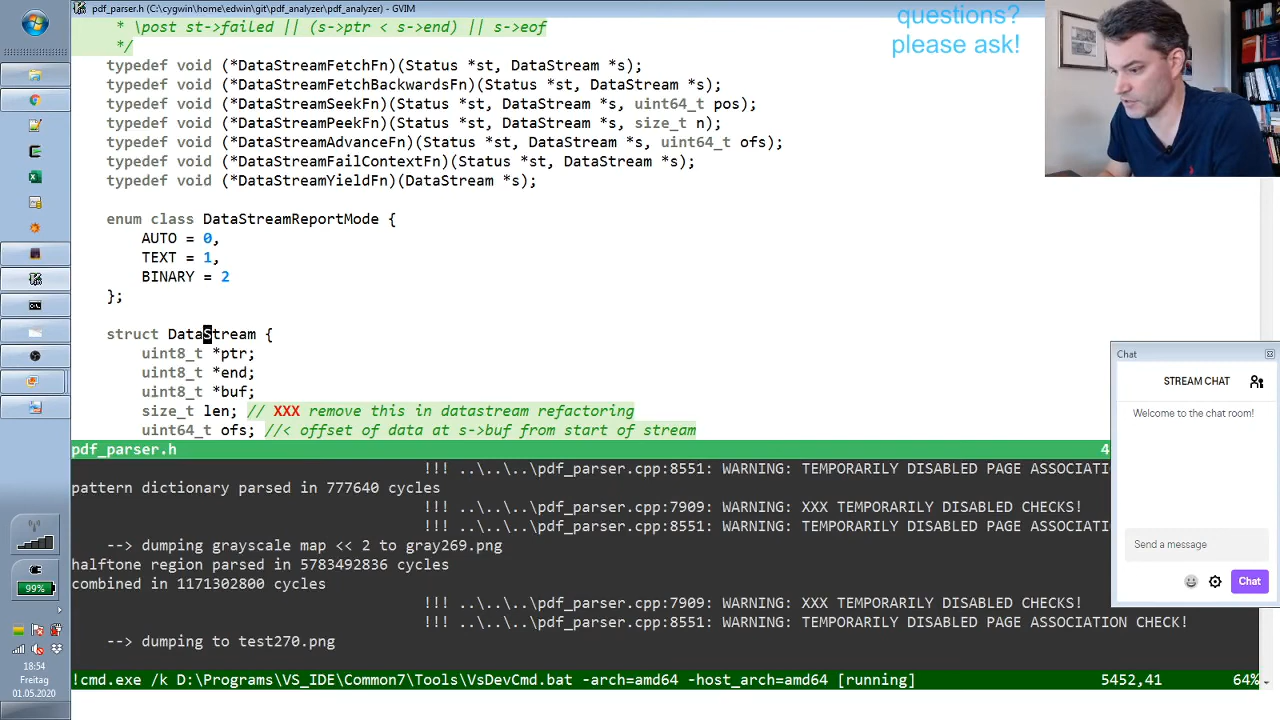 pdf_parser.h (C:\cygwin\home\edwin\git\pdf_analyzer\pdf_analyzer) - GVIM
questions?
please ask!
* \post st->failed || (s->ptr < s->end) || s->eof
*/
typedef void (*DataStreamFetchFn)(Status *st, DataStream *s);
typedef void (*DataStreamFetchBackwardsFn)(Status *st, DataStream *s);
typedef void (*DataStreamSeekFn)(Status *st, DataStream *s, uint64_t pos);
typedef void (*DataStreamPeekFn)(Status *st, DataStream *s, size_t n);
typedef void (*DataStreamAdvanceFn)(Status *st, DataStream *s, uint64_t ofs);
typedef void (*DataStreamFailContextFn)(Status *st, DataStream *s);
typedef void (*DataStreamYieldFn)(DataStream *s);
enum class DataStreamReportMode {
AUTO = 0,
TEXT = 1,
BINARY = 2
};
struct DataStream {
uint8_t *ptr;
uint8_t *end;
uint8_t *buf;
size_t len; // XXX remove this in datastream refactoring
uint64_t ofs; //< offset of data at s->buf from start of stream
pdf_parser.h 4
!!! ..\..\..\pdf_parser.cpp:8551: WARNING: TEMPORARILY DISABLED PAGE ASSOCIATI
pattern dictionary parsed in 777640 cycles
!!! ..\..\..\pdf_parser.cpp:7909: WARNING: XXX TEMPORARILY DISABLED CHECKS!
!!! ..\..\..\pdf_parser.cpp:8551: WARNING: TEMPORARILY DISABLED PAGE ASSOCIATI
--> dumping grayscale map << 2 to gray269.png
halftone region parsed in 5783492836 cycles
combined in 1171302800 cycles
!!! ..\..\..\pdf_parser.cpp:7909: WARNING: XXX TEMPORARILY DISABLED CHECKS!
!!! ..\..\..\pdf_parser.cpp:8551: WARNING: TEMPORARILY DISABLED PAGE ASSOCIATION CHECK!
--> dumping to test270.png
!cmd.exe /k D:\Programs\VS_IDE\Common7\Tools\VsDevCmd.bat -arch=amd64 -host_arch=amd64 [running] 5452,41 64%
Chat
STREAM CHAT
Welcome to the chat room!
Send a message
Chat
99%
18:54
Freitag
01.05.2020